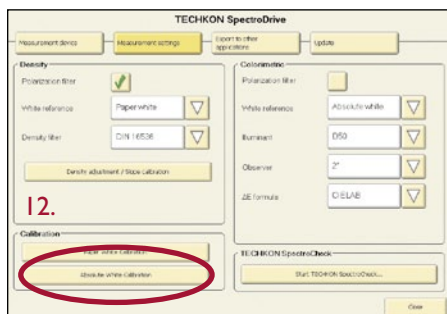 TECHKON SpectroDrive
Measurement device
Measurement settings
Export to other
applications
Update
Density
Polarization filter
White reference
Paper white
Density filter
DIN 16536
Density adjustment / Slope calibration
12.
Calibration
Paper White Calibration
Absolute White Calibration
Colorimetric
Polarization filter
White reference
Absolute white
Illuminant
D50
Observer
2°
ΔE formula
CIELAB
TECHKON SpectroCheck
Start TECHKON SpectroCheck...
Close